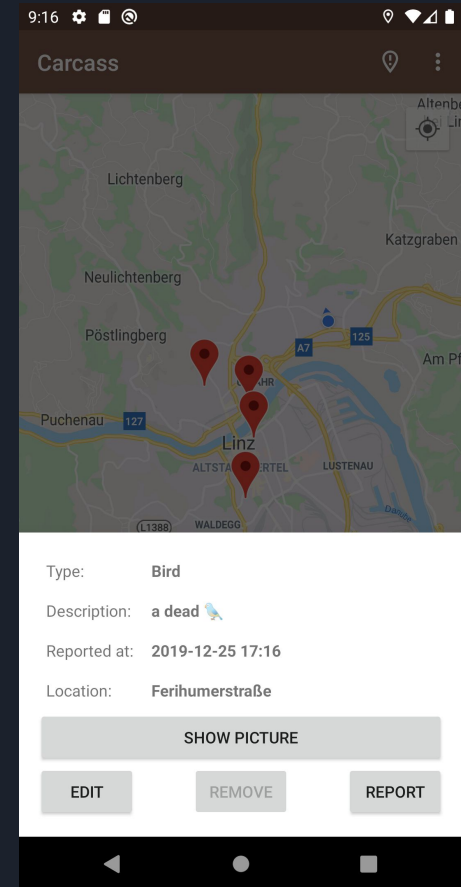 9:16
Carcass
Altenbe
Lichtenberg
Katzgraben
Neulichtenberg
Pöstlingberg
125
A7
Am Pf
Puchenau 127
Linz
LUSTENAU
Danube
L1388 WALDEGG
Type: Bird
Description: a dead 🐦
Reported at: 2019-12-25 17:16
Location: Ferihumerstraße
SHOW PICTURE
EDIT REMOVE REPORT